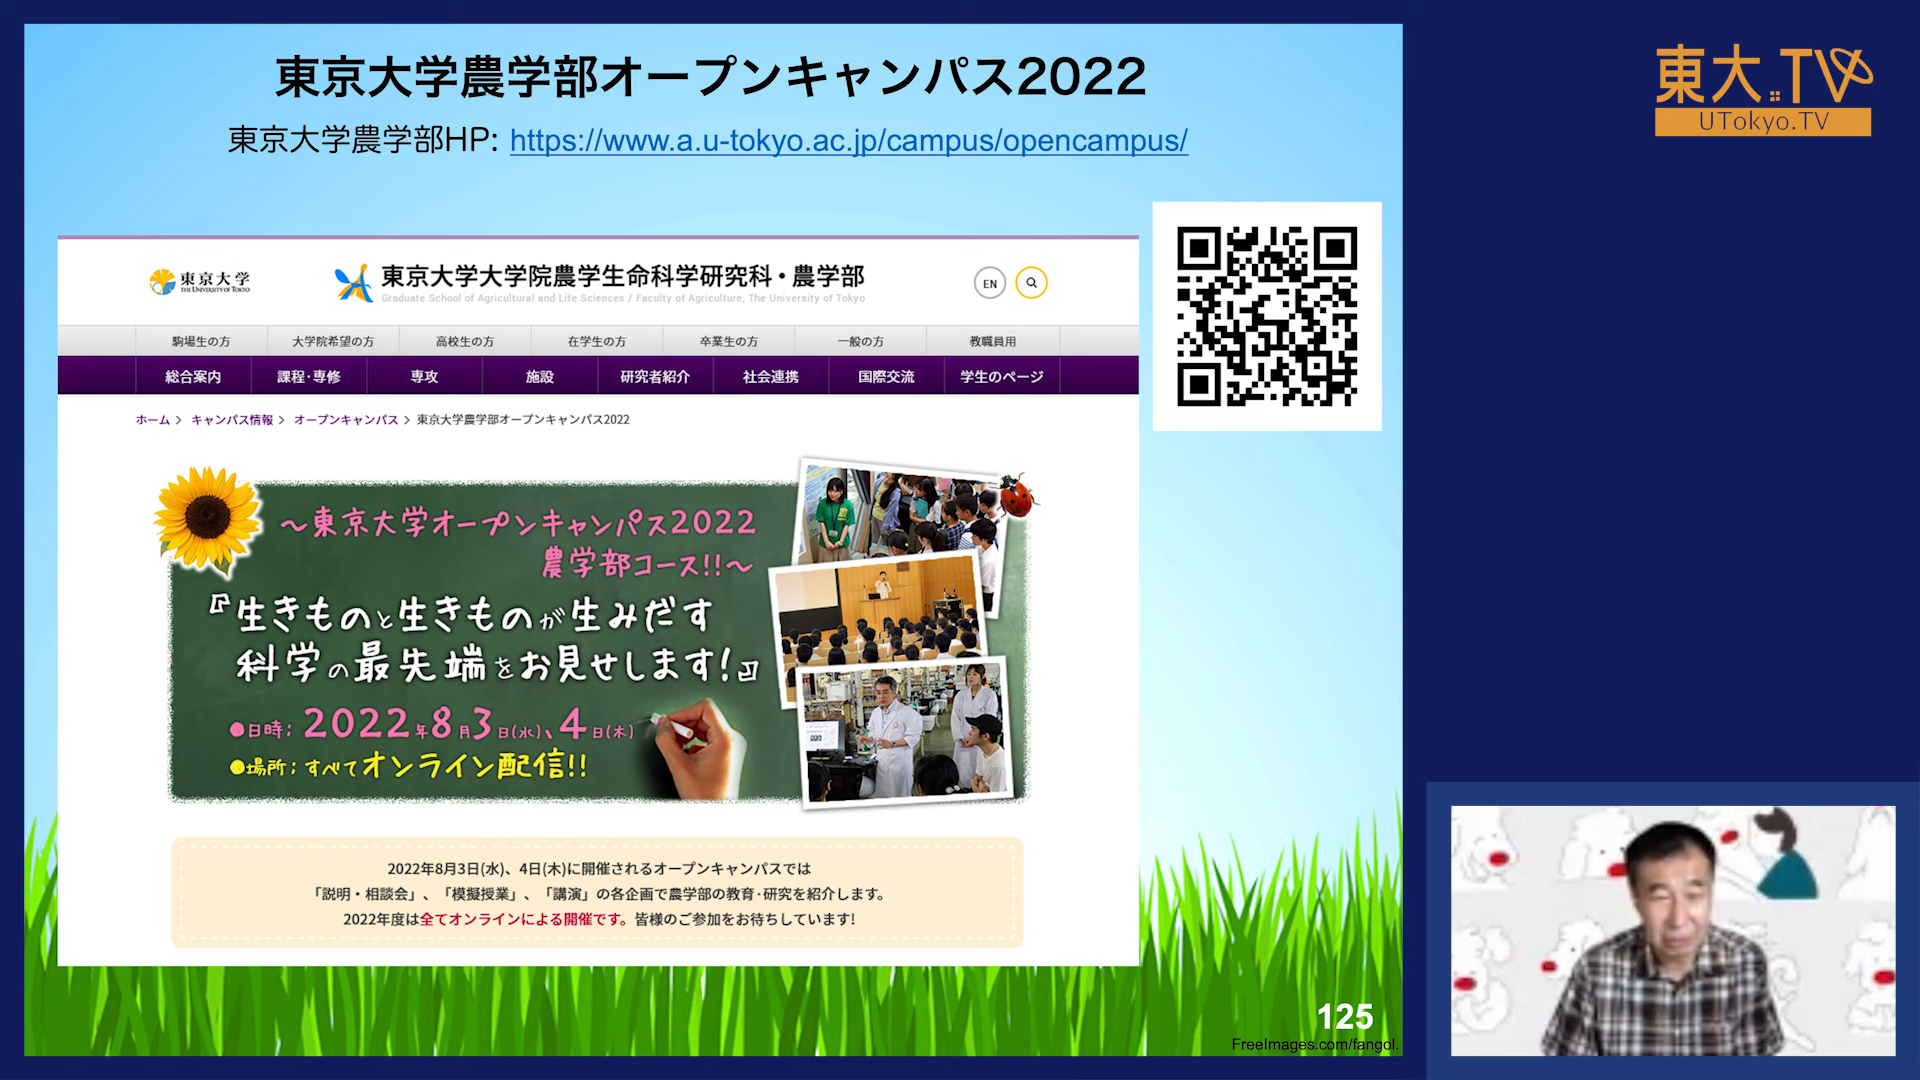 東京大学農学部オープンキャンパス2022
東京大学農学部HP: https://www.a.u-tokyo.ac.jp/campus/opencampus/
東大TV
UTokyo.TV
東京大学
THE UNIVERSITY OF TOKYO
東京大学大学院農学生命科学研究科・農学部
Graduate School of Agricultural and Life Sciences / Faculty of Agriculture, The University of Tokyo
EN
駒場生の方 大学院希望の方 高校生の方 在学生の方 卒業生の方 一般の方 教職員用
総合案内 課程・専修 専攻 施設 研究者紹介 社会連携 国際交流 学生のページ
ホーム > キャンパス情報 > オープンキャンパス > 東京大学農学部オープンキャンパス2022
～東京大学オープンキャンパス2022
農学部コース!!～
『生きものと生きものが生みだす
科学の最先端をお見せします!』
●日時; 2022年8月3日(水)、4日(木)
●場所;すべてオンライン配信!!
2022年8月3日(水)、4日(木)に開催されるオープンキャンパスでは
「説明・相談会」、「模擬授業」、「講演」の各企画で農学部の教育・研究を紹介します。
2022年度は全てオンラインによる開催です。皆様のご参加をお待ちしています!
125
FreeImages.com/fangol.